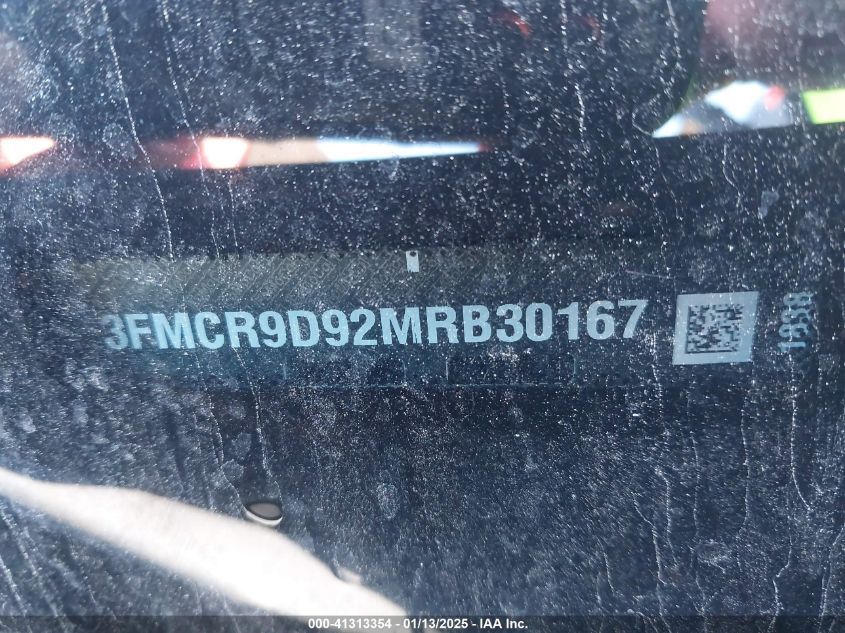 3FMCR9D92MRB30167
1938
000-41313354 - 01/13/2025 - IAA Inc.